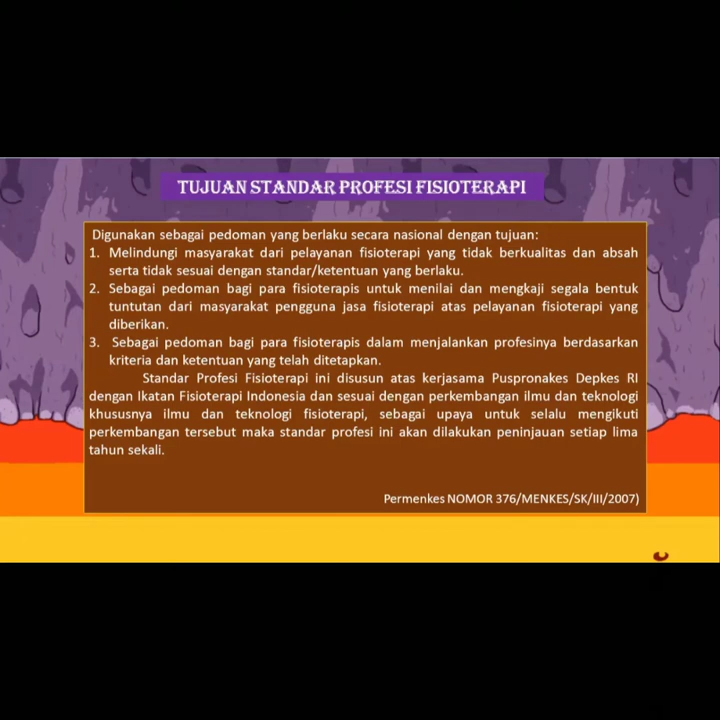 TUJUAN STANDAR PROFESI FISIOTERAPI
Digunakan sebagai pedoman yang berlaku secara nasional dengan tujuan:
1. Melindungi masyarakat dari pelayanan fisioterapi yang tidak berkualitas dan absah
serta tidak sesuai dengan standar/ketentuan yang berlaku.
2. Sebagai pedoman bagi para fisioterapis untuk menilai dan mengkaji segala bentuk
tuntutan dari masyarakat pengguna jasa fisioterapi atas pelayanan fisioterapi yang
diberikan.
3. Sebagai pedoman bagi para fisioterapis dalam menjalankan profesinya berdasarkan
kriteria dan ketentuan yang telah ditetapkan.
Standar Profesi Fisioterapi ini disusun atas kerjasama Puspronakes Depkes RI
dengan Ikatan Fisioterapi Indonesia dan sesuai dengan perkembangan ilmu dan teknologi
khususnya ilmu dan teknologi fisioterapi, sebagai upaya untuk selalu mengikuti
perkembangan tersebut maka standar profesi ini akan dilakukan peninjauan setiap lima
tahun sekali.
Permenkes NOMOR 376/MENKES/SK/III/2007)